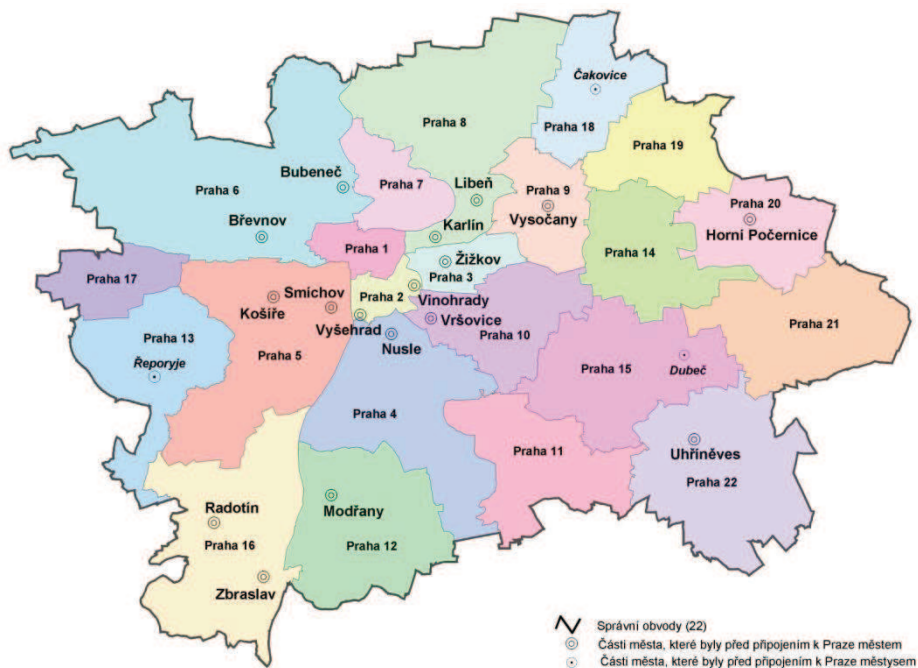 Čakovice
Praha 8
Praha 18
Praha 19
Bubeneč
Praha 7
Libeň
Praha 9
Praha 6
Praha 20
Břevnov
Karlín
Vysočany
Horní Počernice
Praha 1
Praha 14
Žižkov
Praha 17
Praha 3
Praha 2
Smíchov
Vinohrady
Košíře
Vršovice
Praha 21
Vyšehrad
Praha 13
Nusle
Praha 10
Praha 5
Řeporyje
Praha 15
Dubeč
Praha 4
Praha 11
Uhříněves
Praha 22
Modřany
Radotín
Praha 16
Praha 12
Zbraslav
Správní obvody (22)
Části města, které byly před připojením k Praze městem
Části města, které byly před připojením k Praze městysem